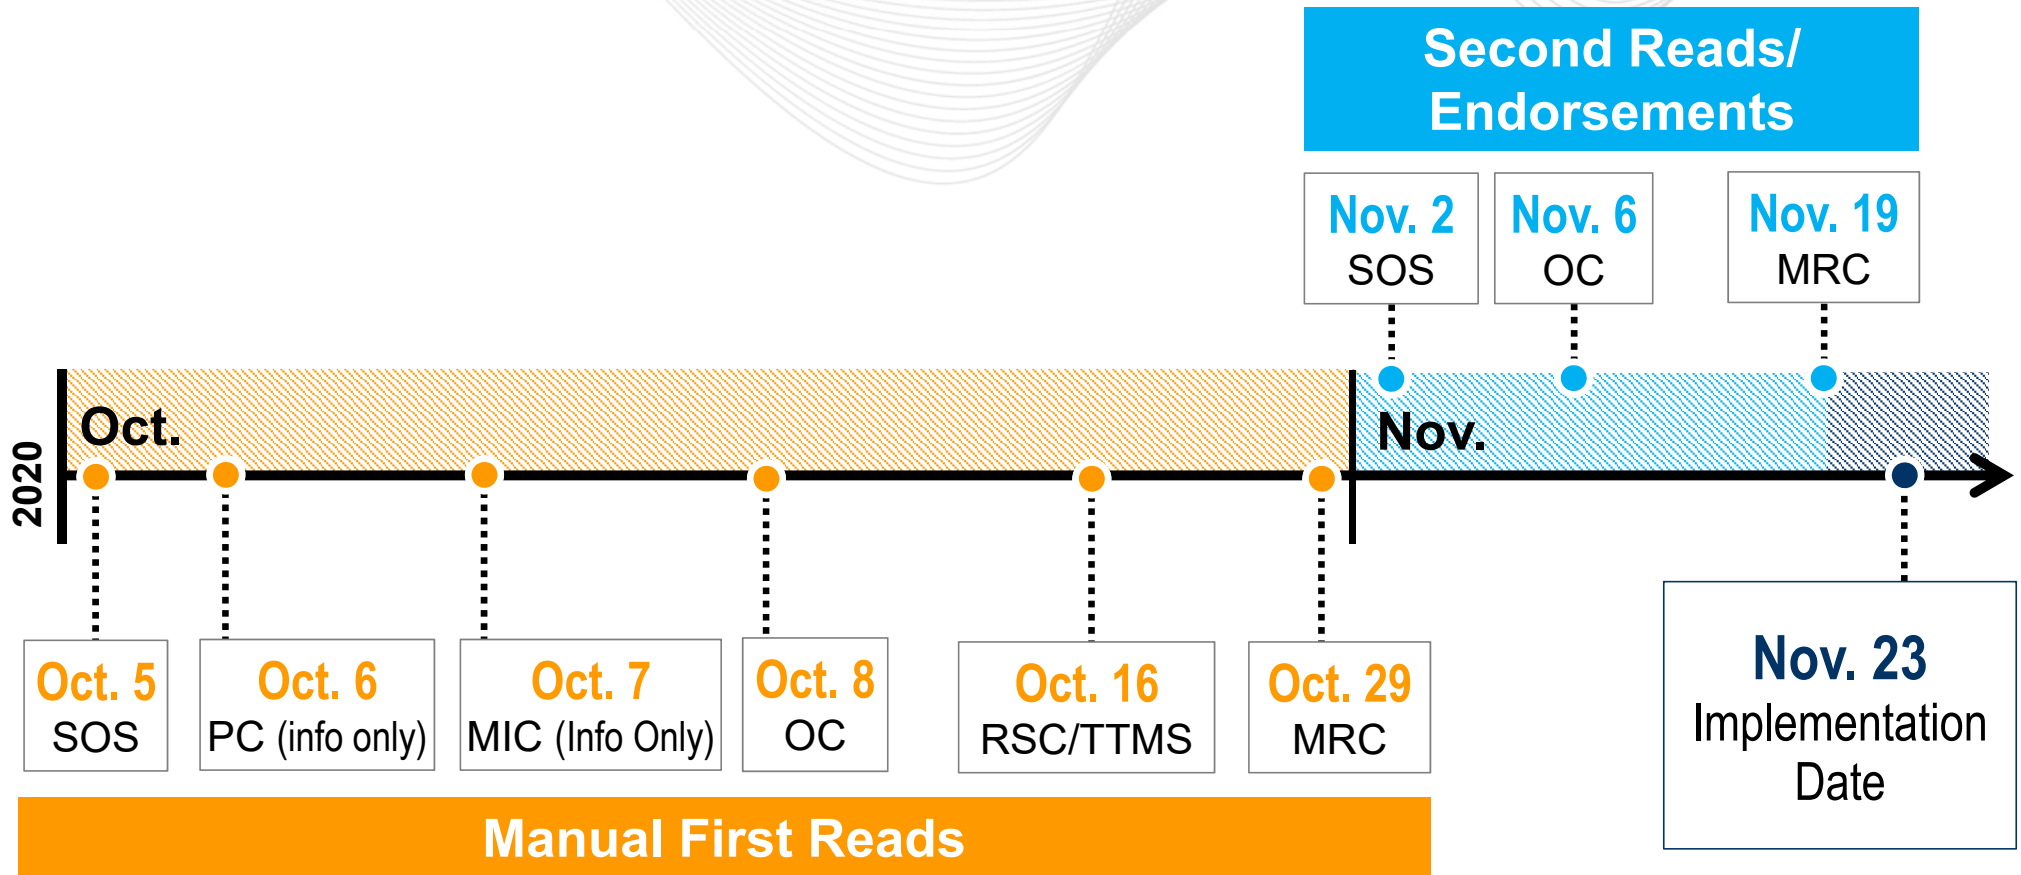 Second Reads/
Endorsements
Nov. 2
SOS
Nov. 6
OC
Nov. 19
MRC
2020
Oct.
Nov.
Oct. 5
SOS
Oct. 6
PC (info only)
Oct. 7
MIC (Info Only)
Oct. 8
OC
Oct. 16
RSC/TTMS
Oct. 29
MRC
Nov. 23
Implementation
Date
Manual First Reads